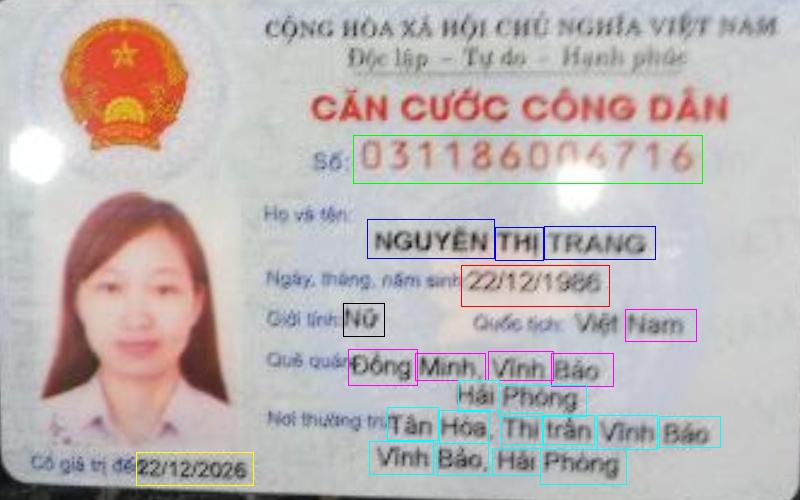 CỘNG HÒA XÃ HỘI CHỦ NGHĨA VIỆT NAM
Độc lập - Tự do - Hạnh phúc
CĂN CƯỚC CÔNG DÂN
Số: 031186006716
Họ và tên:
NGUYỄN THỊ TRANG
Ngày, tháng, năm sinh: 22/12/1986
Giới tính: Nữ Quốc tịch: Việt Nam
Quê quán: Đồng Minh, Vĩnh Bảo
Hải Phòng
Nơi thường trú: Tân Hòa, Thị trấn Vĩnh Bảo
Vĩnh Bảo, Hải Phòng
Có giá trị đến 22/12/2026